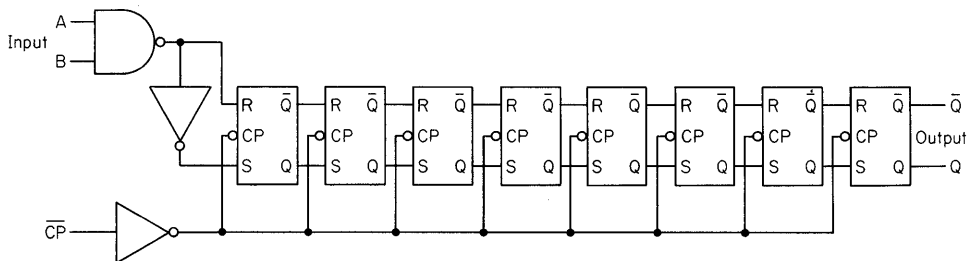 A
Input
B
R Q̅ R Q̅ R Q̅ R Q̅ R Q̅ R Q̅ R Q̅ R Q̅ Q̅
CP CP CP CP CP CP CP CP Output
S Q S Q S Q S Q S Q S Q S Q S Q Q
C̅P̅